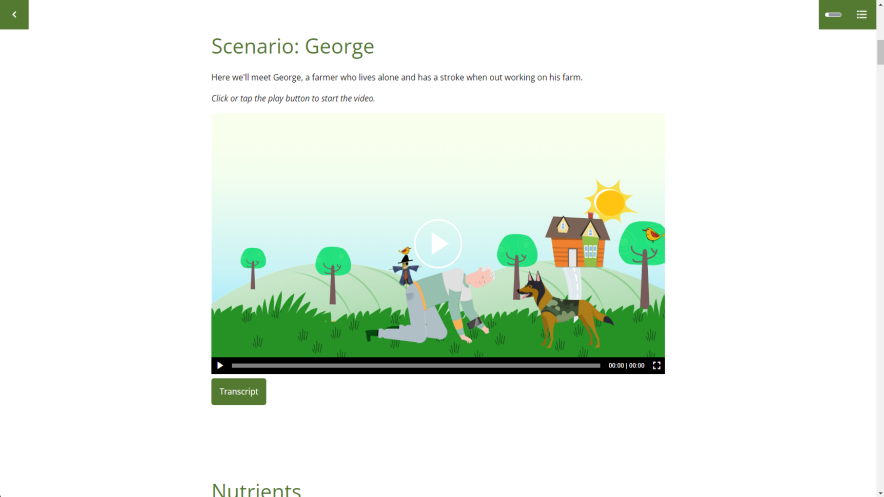 Scenario: George
Here we'll meet George, a farmer who lives alone and has a stroke when out working on his farm.
Click or tap the play button to start the video.
00:00 | 00:00
Transcript
Nutrients